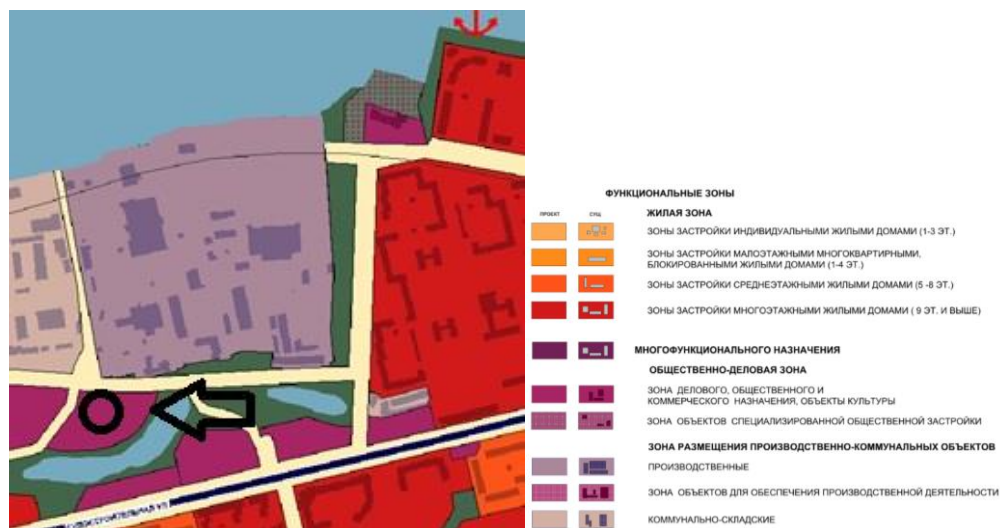 ФУНКЦИОНАЛЬНЫЕ ЗОНЫ
ПРОЕКТ СУЩ ЖИЛАЯ ЗОНА
ЗОНЫ ЗАСТРОЙКИ ИНДИВИДУАЛЬНЫМИ ЖИЛЫМИ ДОМАМИ (1-3 ЭТ.)
ЗОНЫ ЗАСТРОЙКИ МАЛОЭТАЖНЫМИ МНОГОКВАРТИРНЫМИ,
БЛОКИРОВАННЫМИ ЖИЛЫМИ ДОМАМИ (1-4 ЭТ.)
ЗОНЫ ЗАСТРОЙКИ СРЕДНЕЭТАЖНЫМИ ЖИЛЫМИ ДОМАМИ (5 -8 ЭТ.)
ЗОНЫ ЗАСТРОЙКИ МНОГОЭТАЖНЫМИ ЖИЛЫМИ ДОМАМИ ( 9 ЭТ. И ВЫШЕ)
МНОГОФУНКЦИОНАЛЬНОГО НАЗНАЧЕНИЯ
ОБЩЕСТВЕННО-ДЕЛОВАЯ ЗОНА
ЗОНА ДЕЛОВОГО, ОБЩЕСТВЕННОГО И
КОММЕРЧЕСКОГО НАЗНАЧЕНИЯ, ОБЪЕКТЫ КУЛЬТУРЫ
ЗОНА ОБЪЕКТОВ СПЕЦИАЛИЗИРОВАННОЙ ОБЩЕСТВЕННОЙ ЗАСТРОЙКИ
ЗОНА РАЗМЕЩЕНИЯ ПРОИЗВОДСТВЕННО-КОММУНАЛЬНЫХ ОБЪЕКТОВ
ПРОИЗВОДСТВЕННЫЕ
ЗОНА ОБЪЕКТОВ ДЛЯ ОБЕСПЕЧЕНИЯ ПРОИЗВОДСТВЕННОЙ ДЕЯТЕЛЬНОСТИ
КОММУНАЛЬНО-СКЛАДСКИЕ